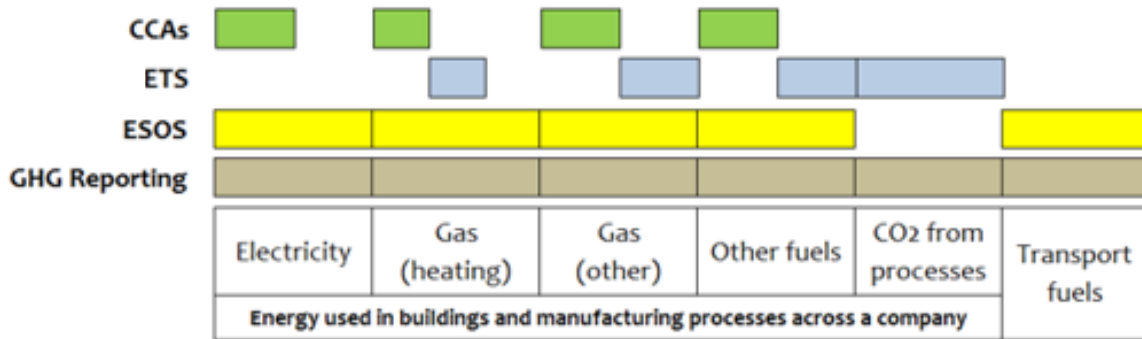 CCAs
ETS
ESOS
GHG Reporting
Electricity
Gas
(heating)
Gas
(other)
Other fuels
CO2 from
processes
Transport
fuels
Energy used in buildings and manufacturing processes across a company